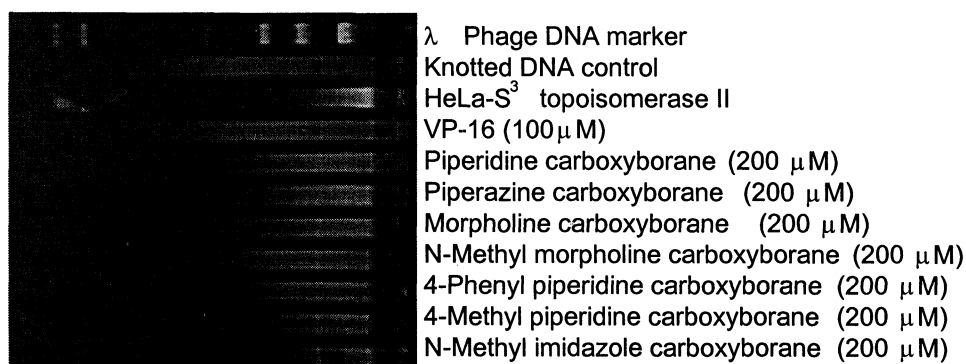 λ Phage DNA marker
Knotted DNA control
HeLa-S³ topoisomerase II
VP-16 (100μM)
Piperidine carboxyborane (200 μM)
Piperazine carboxyborane (200 μM)
Morpholine carboxyborane (200 μM)
N-Methyl morpholine carboxyborane (200 μM)
4-Phenyl piperidine carboxyborane (200 μM)
4-Methyl piperidine carboxyborane (200 μM)
N-Methyl imidazole carboxyborane (200 μM)